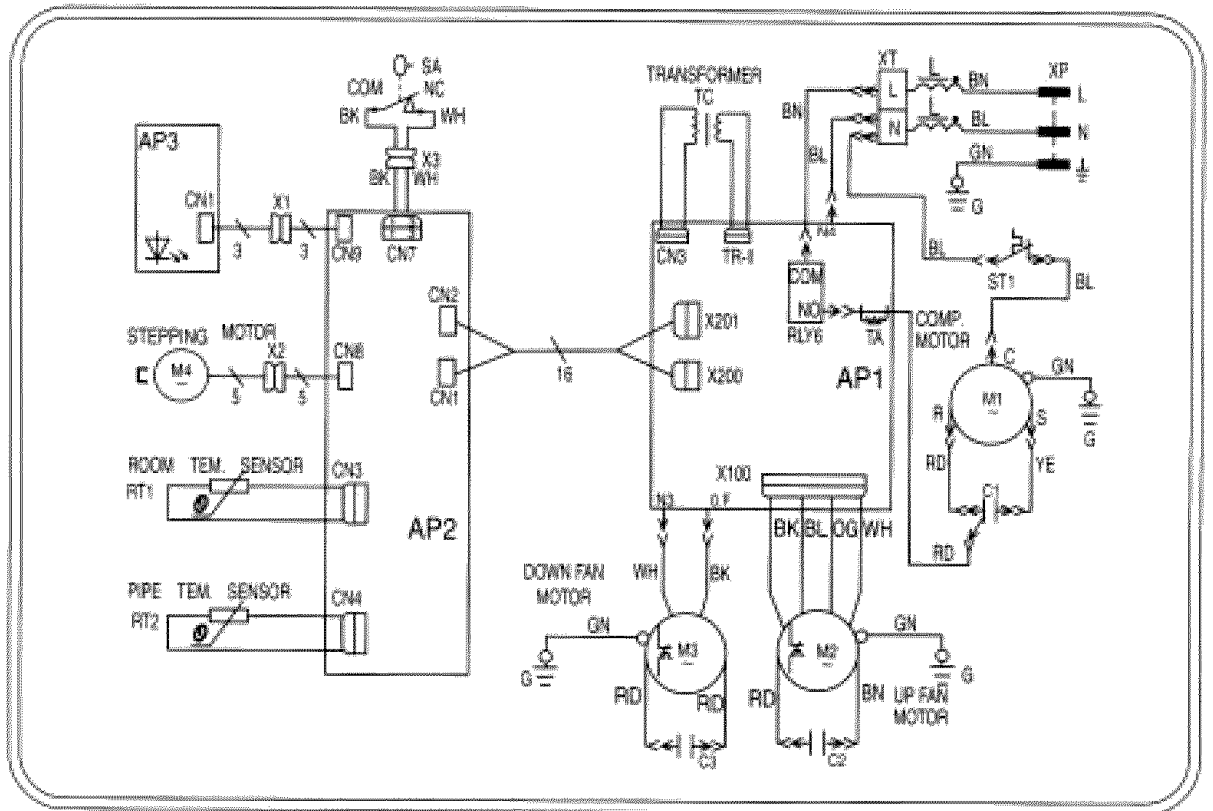 SA
COM
NC
BK
WH
X3
BK
WH
AP3
CN1
X1
3
3
CN9
CN7
STEPPING MOTOR
M4
X2
5
5
CN8
CN2
CN1
16
ROOM TEM. SENSOR
RT1
CN3
AP2
PIPE TEM. SENSOR
RT2
CN4
TRANSFORMER
TC
BN
BL
XT
L
N
L
L
BN
BL
GN
G
XP
L
N
CN3
TR-II
N4
COM
NO
RLY6
TA
X201
X200
AP1
X100
N3
O.F
BK
BL
OG
WH
BL
ST1
BL
COMP.
MOTOR
C
GN
G
M1
R
S
RD
YE
C1
RD
DOWN FAN
MOTOR
WH
BK
GN
G
M3
RD
RD
C3
M2
GN
G
RD
BN
UP FAN
MOTOR
C2